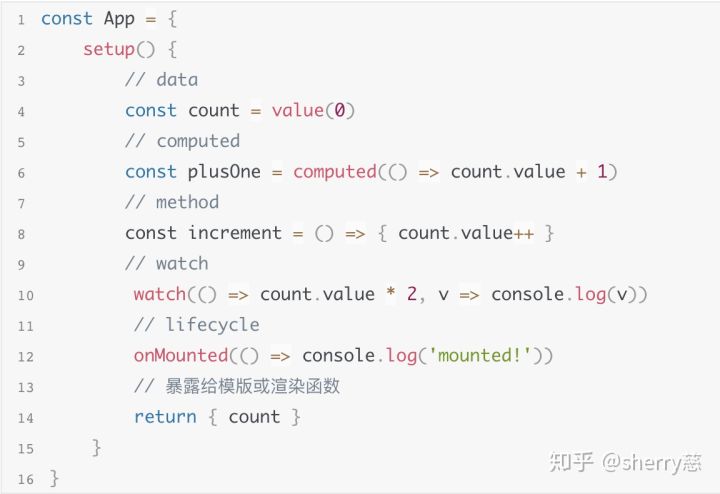 1 const App = {
2 setup() {
3 // data
4 const count = value(0)
5 // computed
6 const plusOne = computed(() => count.value + 1)
7 // method
8 const increment = () => { count.value++ }
9 // watch
10 watch(() => count.value * 2, v => console.log(v))
11 // lifecycle
12 onMounted(() => console.log('mounted!'))
13 // 暴露给模版或渲染函数
14 return { count }
15 }
16 }
知乎 @sherry慈